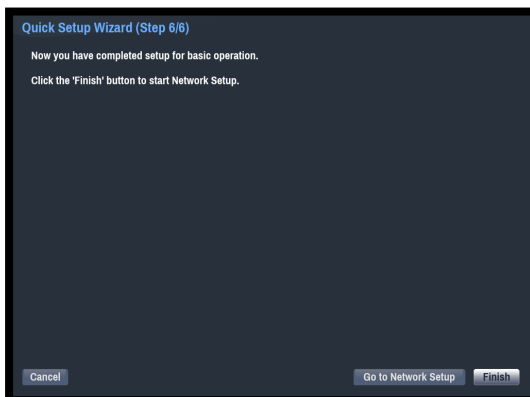 Quick Setup Wizard (Step 6/6)
Now you have completed setup for basic operation.
Click the 'Finish' button to start Network Setup.
Cancel
Go to Network Setup
Finish